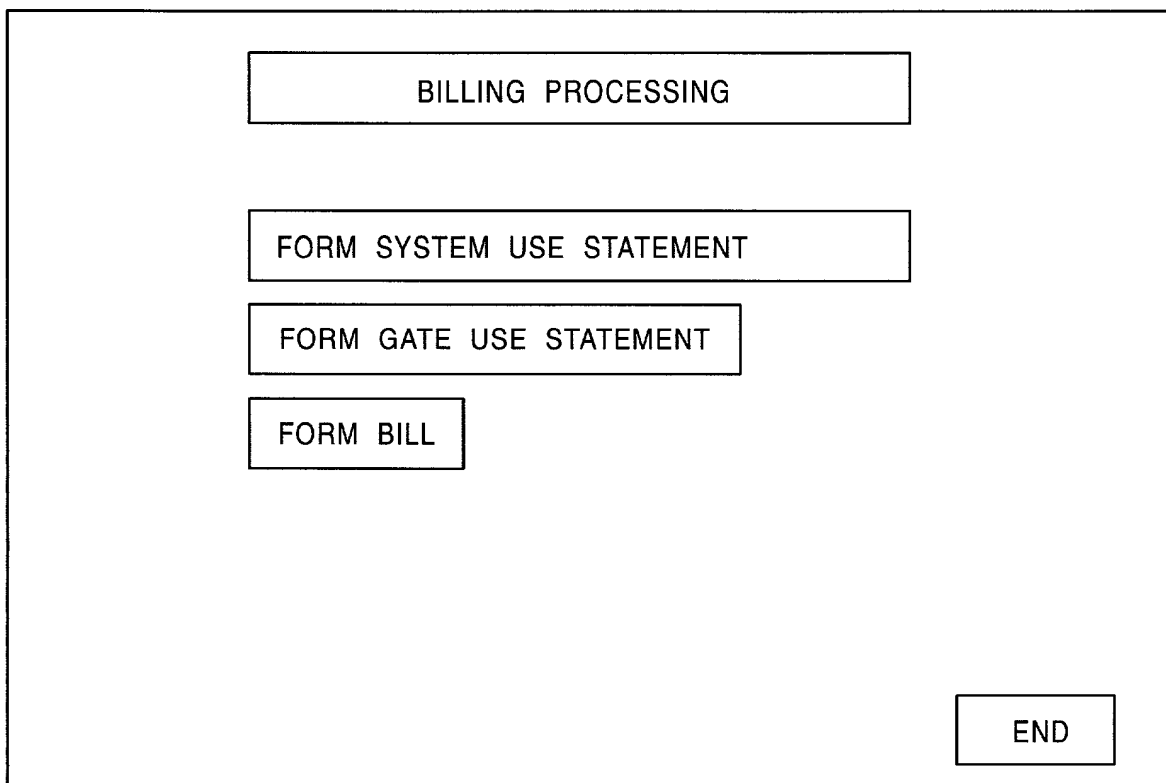 BILLING PROCESSING
FORM SYSTEM USE STATEMENT
FORM GATE USE STATEMENT
FORM BILL
END